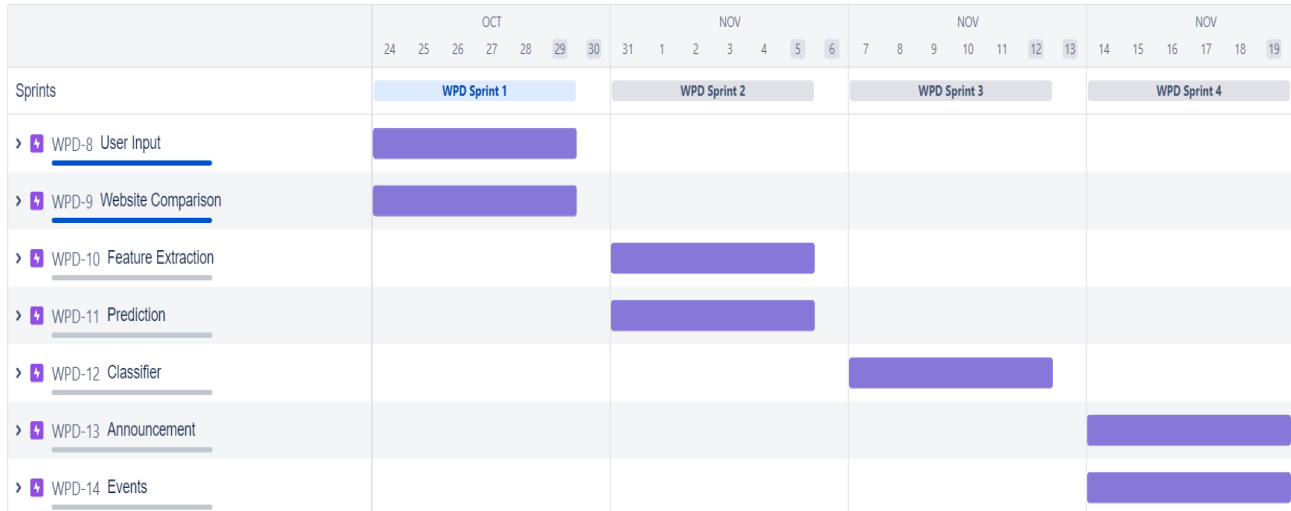 OCT NOV NOV NOV
24 25 26 27 28 29 30 31 1 2 3 4 5 6 7 8 9 10 11 12 13 14 15 16 17 18 19
Sprints WPD Sprint 1 WPD Sprint 2 WPD Sprint 3 WPD Sprint 4
WPD-8 User Input
WPD-9 Website Comparison
WPD-10 Feature Extraction
WPD-11 Prediction
WPD-12 Classifier
WPD-13 Announcement
WPD-14 Events